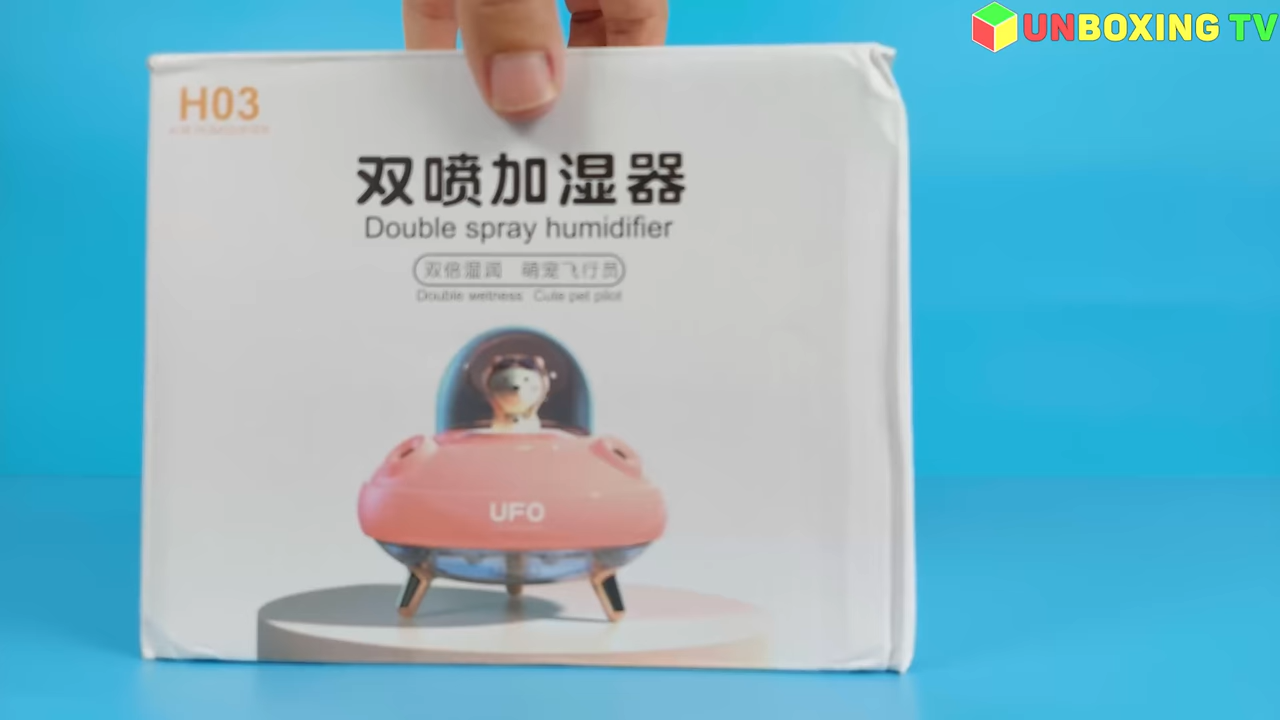 UNBOXING TV
H03
双喷加湿器
Double spray humidifier
双倍湿润 萌宠飞行员
Double wetness Cute pet pilot
UFO